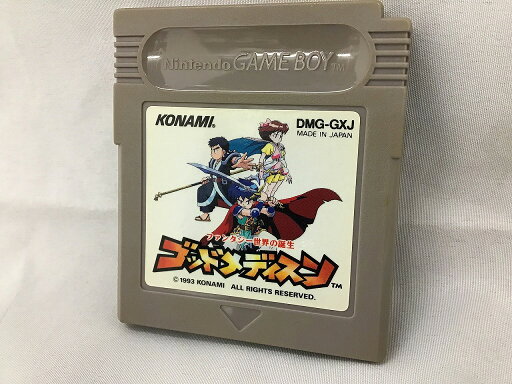 Nintendo GAME BOY TM
KONAMI.
DMG-GXJ
MADE IN JAPAN
ファンタジー世界の誕生
ゴッドメディスン TM
© 1993 KONAMI ALL RIGHTS RESERVED.